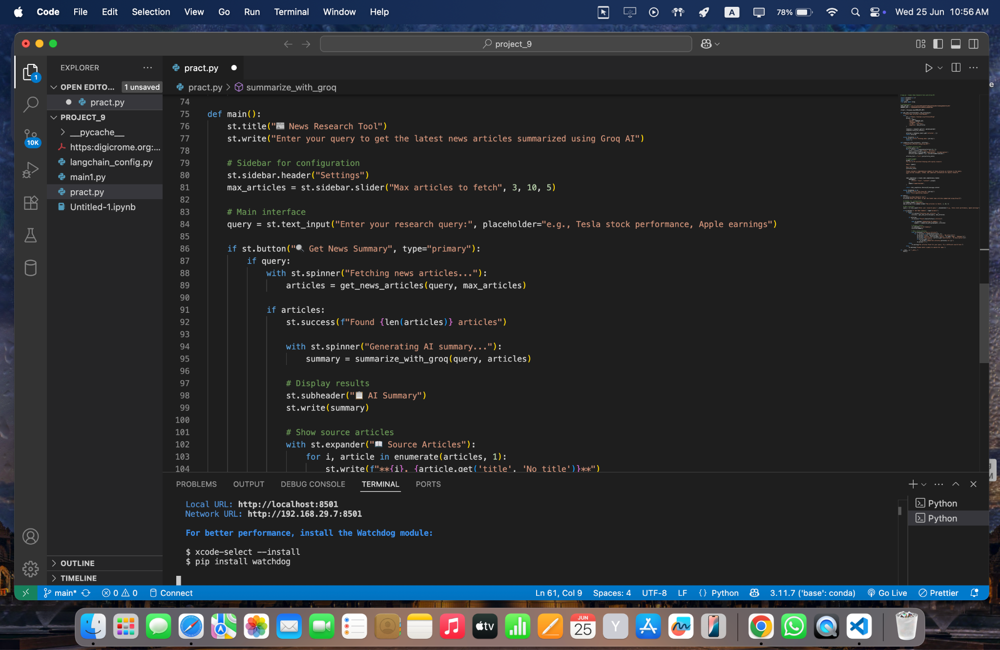 Code File Edit Selection View Go Run Terminal Window Help A 78% Wed 25 Jun 10:56 AM
project_9
EXPLORER
pract.py
1
OPEN EDITO... 1 unsaved
pract.py > summarize_with_groq
pract.py
PROJECT_9
__pycache__
https:digicrome.org:...
langchain_config.py
main1.py
pract.py
Untitled-1.ipynb
10K
74
75 def main():
76 st.title("📰 News Research Tool")
77 st.write("Enter your query to get the latest news articles summarized using Groq AI")
78
79 # Sidebar for configuration
80 st.sidebar.header("Settings")
81 max_articles = st.sidebar.slider("Max articles to fetch", 3, 10, 5)
82
83 # Main interface
84 query = st.text_input("Enter your research query:", placeholder="e.g., Tesla stock performance, Apple earnings")
85
86 if st.button("🔍 Get News Summary", type="primary"):
87 if query:
88 with st.spinner("Fetching news articles..."):
89 articles = get_news_articles(query, max_articles)
90
91 if articles:
92 st.success(f"Found {len(articles)} articles")
93
94 with st.spinner("Generating AI summary..."):
95 summary = summarize_with_groq(query, articles)
96
97 # Display results
98 st.subheader("📋 AI Summary")
99 st.write(summary)
100
101 # Show source articles
102 with st.expander("📖 Source Articles"):
103 for i, article in enumerate(articles, 1):
104 st.write(f"**{i}. {article.get('title', 'No title')}**")
PROBLEMS OUTPUT DEBUG CONSOLE TERMINAL PORTS
Local URL: http://localhost:8501
Network URL: http://192.168.29.7:8501
For better performance, install the Watchdog module:
$ xcode-select --install
$ pip install watchdog
Python
Python
OUTLINE
TIMELINE
main* 0 0 Connect Ln 61, Col 9 Spaces: 4 UTF-8 LF {} Python 3.11.7 ('base': conda) Go Live Prettier
tv JUN 25 Y